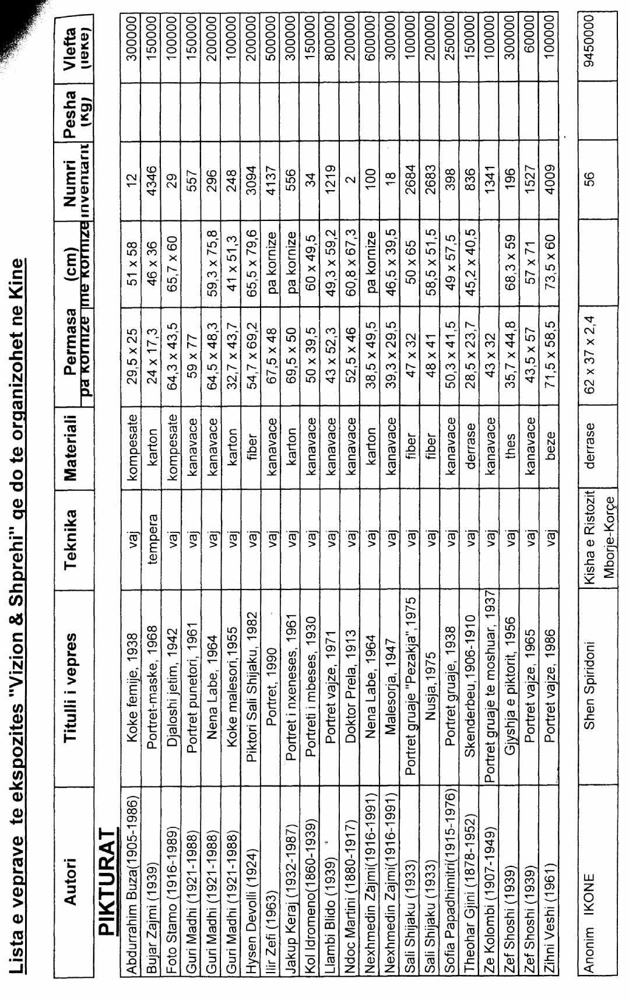 Lista e veprave te ekspozites "Vizion & Shprehi" qe do te organizohet ne Kine
Autori Titulli i vepres Teknika Materiali Permasa (cm) Numri Pesha Vlefta
pa kornize me kornize inventarit (Kg) (leke)
PIKTURAT
Abdurrahim Buza(1905-1986) Koke femije, 1938 vaj kompesate 29,5 x 25 51 x 58 12 300000
Bujar Zajmi (1939) Portret-maske, 1968 tempera karton 24 x 17,3 46 x 36 4346 150000
Foto Stamo (1916-1989) Djaloshi jetim, 1942 vaj kompesate 64,3 x 43,5 65,7 x 60 29 100000
Guri Madhi (1921-1988) Portret punetori, 1961 vaj kanavace 59 x 77 557 150000
Guri Madhi (1921-1988) Nena Labe, 1964 vaj kanavace 64,5 x 48,3 59,3 x 75,8 296 200000
Guri Madhi (1921-1988) Koke malesori,1955 vaj karton 32,7 x 43,7 41 x 51,3 248 100000
Hysen Devolli (1924) Piktori Sali Shijaku, 1982 vaj fiber 54,7 x 69,2 65,5 x 79,6 3094 200000
Ilir Zefi (1963) Portret, 1990 vaj kanavace 67,5 x 48 pa kornize 4137 500000
Jakup Keraj (1932-1987) Portret i nxeneses, 1961 vaj karton 69,5 x 50 pa kornize 556 300000
Kol Idromeno(1860-1939) Portreti i mbeses, 1930 vaj kanavace 50 x 39,5 60 x 49,5 34 150000
Llambi Blido (1939) Portret vajze, 1971 vaj kanavace 43 x 52,3 49,3 x 59,2 1219 800000
Ndoc Martini (1880-1917) Doktor Prela, 1913 vaj kanavace 52,5 x 46 60,8 x 67,3 2 200000
Nexhmedin Zajmi(1916-1991) Nena Labe, 1964 vaj karton 38,5 x 49,5 pa kornize 100 600000
Nexhmedin Zajmi(1916-1991) Malesorja, 1947 vaj kanavace 39,3 x 29,5 46,5 x 39,5 18 300000
Sali Shijaku (1933) Portret gruaje "Pezakja",1975 vaj fiber 47 x 32 50 x 65 2684 100000
Sali Shijaku (1933) Nusja,1975 vaj fiber 48 x 41 58,5 x 51,5 2683 200000
Sofia Papadhimitri(1915-1976) Portret gruaje, 1938 vaj kanavace 50,3 x 41,5 49 x 57,5 398 250000
Theohar Gjini (1878-1952) Skenderbeu,1906-1910 vaj derrase 28,5 x 23,7 45,2 x 40,5 836 150000
Ze Kolombi (1907-1949) Portret gruaje te moshuar, 1937 vaj kanavace 43 x 32 1341 100000
Zef Shoshi (1939) Gjyshja e piktorit, 1956 vaj thes 35,7 x 44,8 68,3 x 59 196 300000
Zef Shoshi (1939) Portret vajze, 1965 vaj kanavace 43,5 x 57 57 x 71 1527 60000
Zihni Veshi (1961) Portret vajze, 1986 vaj beze 71,5 x 58,5 73,5 x 60 4009 100000
Anonim IKONE Shen Spiridoni Kisha e Ristozit derrase 62 x 37 x 2,4 56 9450000
Mborje-Korçe